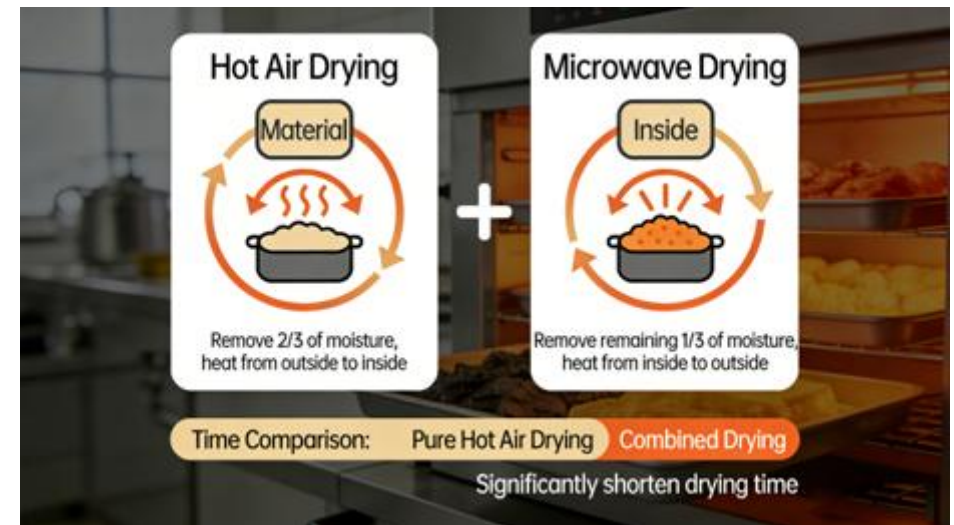 Hot Air Drying
Material
Remove 2/3 of moisture,
heat from outside to inside
Microwave Drying
Inside
Remove remaining 1/3 of moisture,
heat from inside to outside
Time Comparison: Pure Hot Air Drying Combined Drying
Significantly shorten drying time